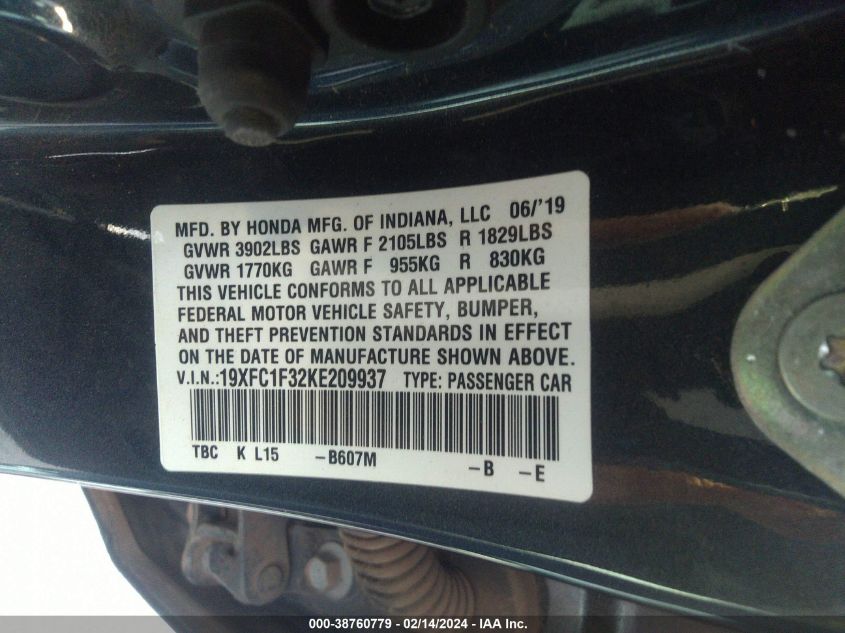 MFD. BY HONDA MFG. OF INDIANA, LLC 06/'19
GVWR 3902LBS GAWR F 2105LBS R 1829LBS
GVWR 1770KG GAWR F 955KG R 830KG
THIS VEHICLE CONFORMS TO ALL APPLICABLE
FEDERAL MOTOR VEHICLE SAFETY, BUMPER,
AND THEFT PREVENTION STANDARDS IN EFFECT
ON THE DATE OF MANUFACTURE SHOWN ABOVE.
V.I.N.:19XFC1F32KE209937 TYPE: PASSENGER CAR
TBC K L15 -B607M -B -E
000-38760779 - 02/14/2024 - IAA Inc.